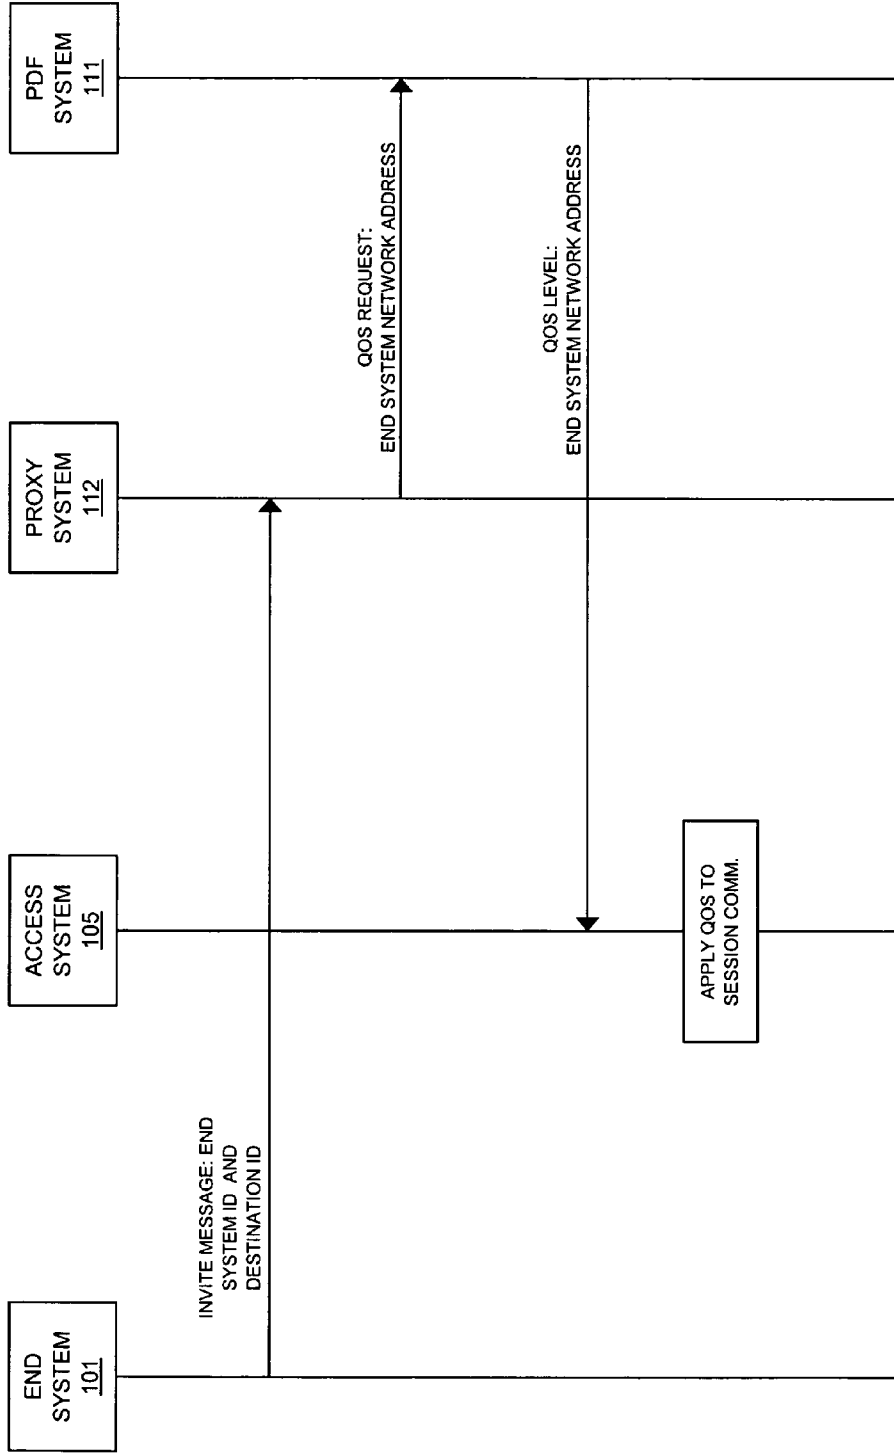 END
SYSTEM
101
ACCESS
SYSTEM
105
PROXY
SYSTEM
112
PDF
SYSTEM
111
INVITE MESSAGE: END
SYSTEM ID AND
DESTINATION ID
QOS REQUEST:
END SYSTEM NETWORK ADDRESS
QOS LEVEL:
END SYSTEM NETWORK ADDRESS
APPLY QOS TO
SESSION COMM.